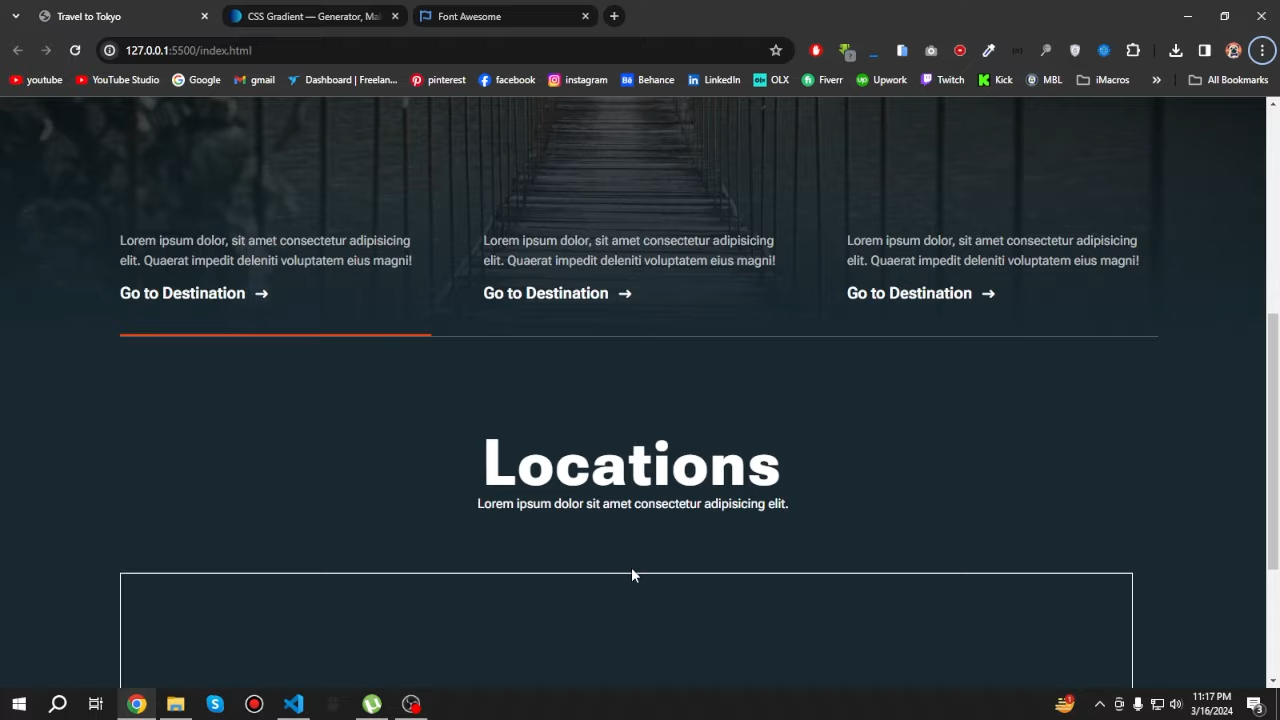 Travel to Tokyo
CSS Gradient — Generator, Ma
Font Awesome
127.0.0.1:5500/index.html
youtube
YouTube Studio
Google
gmail
Dashboard | Freelan...
pinterest
facebook
instagram
Behance
LinkedIn
OLX
Fiverr
Upwork
Twitch
Kick
MBL
iMacros
All Bookmarks
Lorem ipsum dolor, sit amet consectetur adipisicing
elit. Quaerat impedit deleniti voluptatem eius magni!
Go to Destination →
Lorem ipsum dolor, sit amet consectetur adipisicing
elit. Quaerat impedit deleniti voluptatem eius magni!
Go to Destination →
Lorem ipsum dolor, sit amet consectetur adipisicing
elit. Quaerat impedit deleniti voluptatem eius magni!
Go to Destination →
Locations
Lorem ipsum dolor sit amet consectetur adipisicing elit.
11:17 PM
3/16/2024